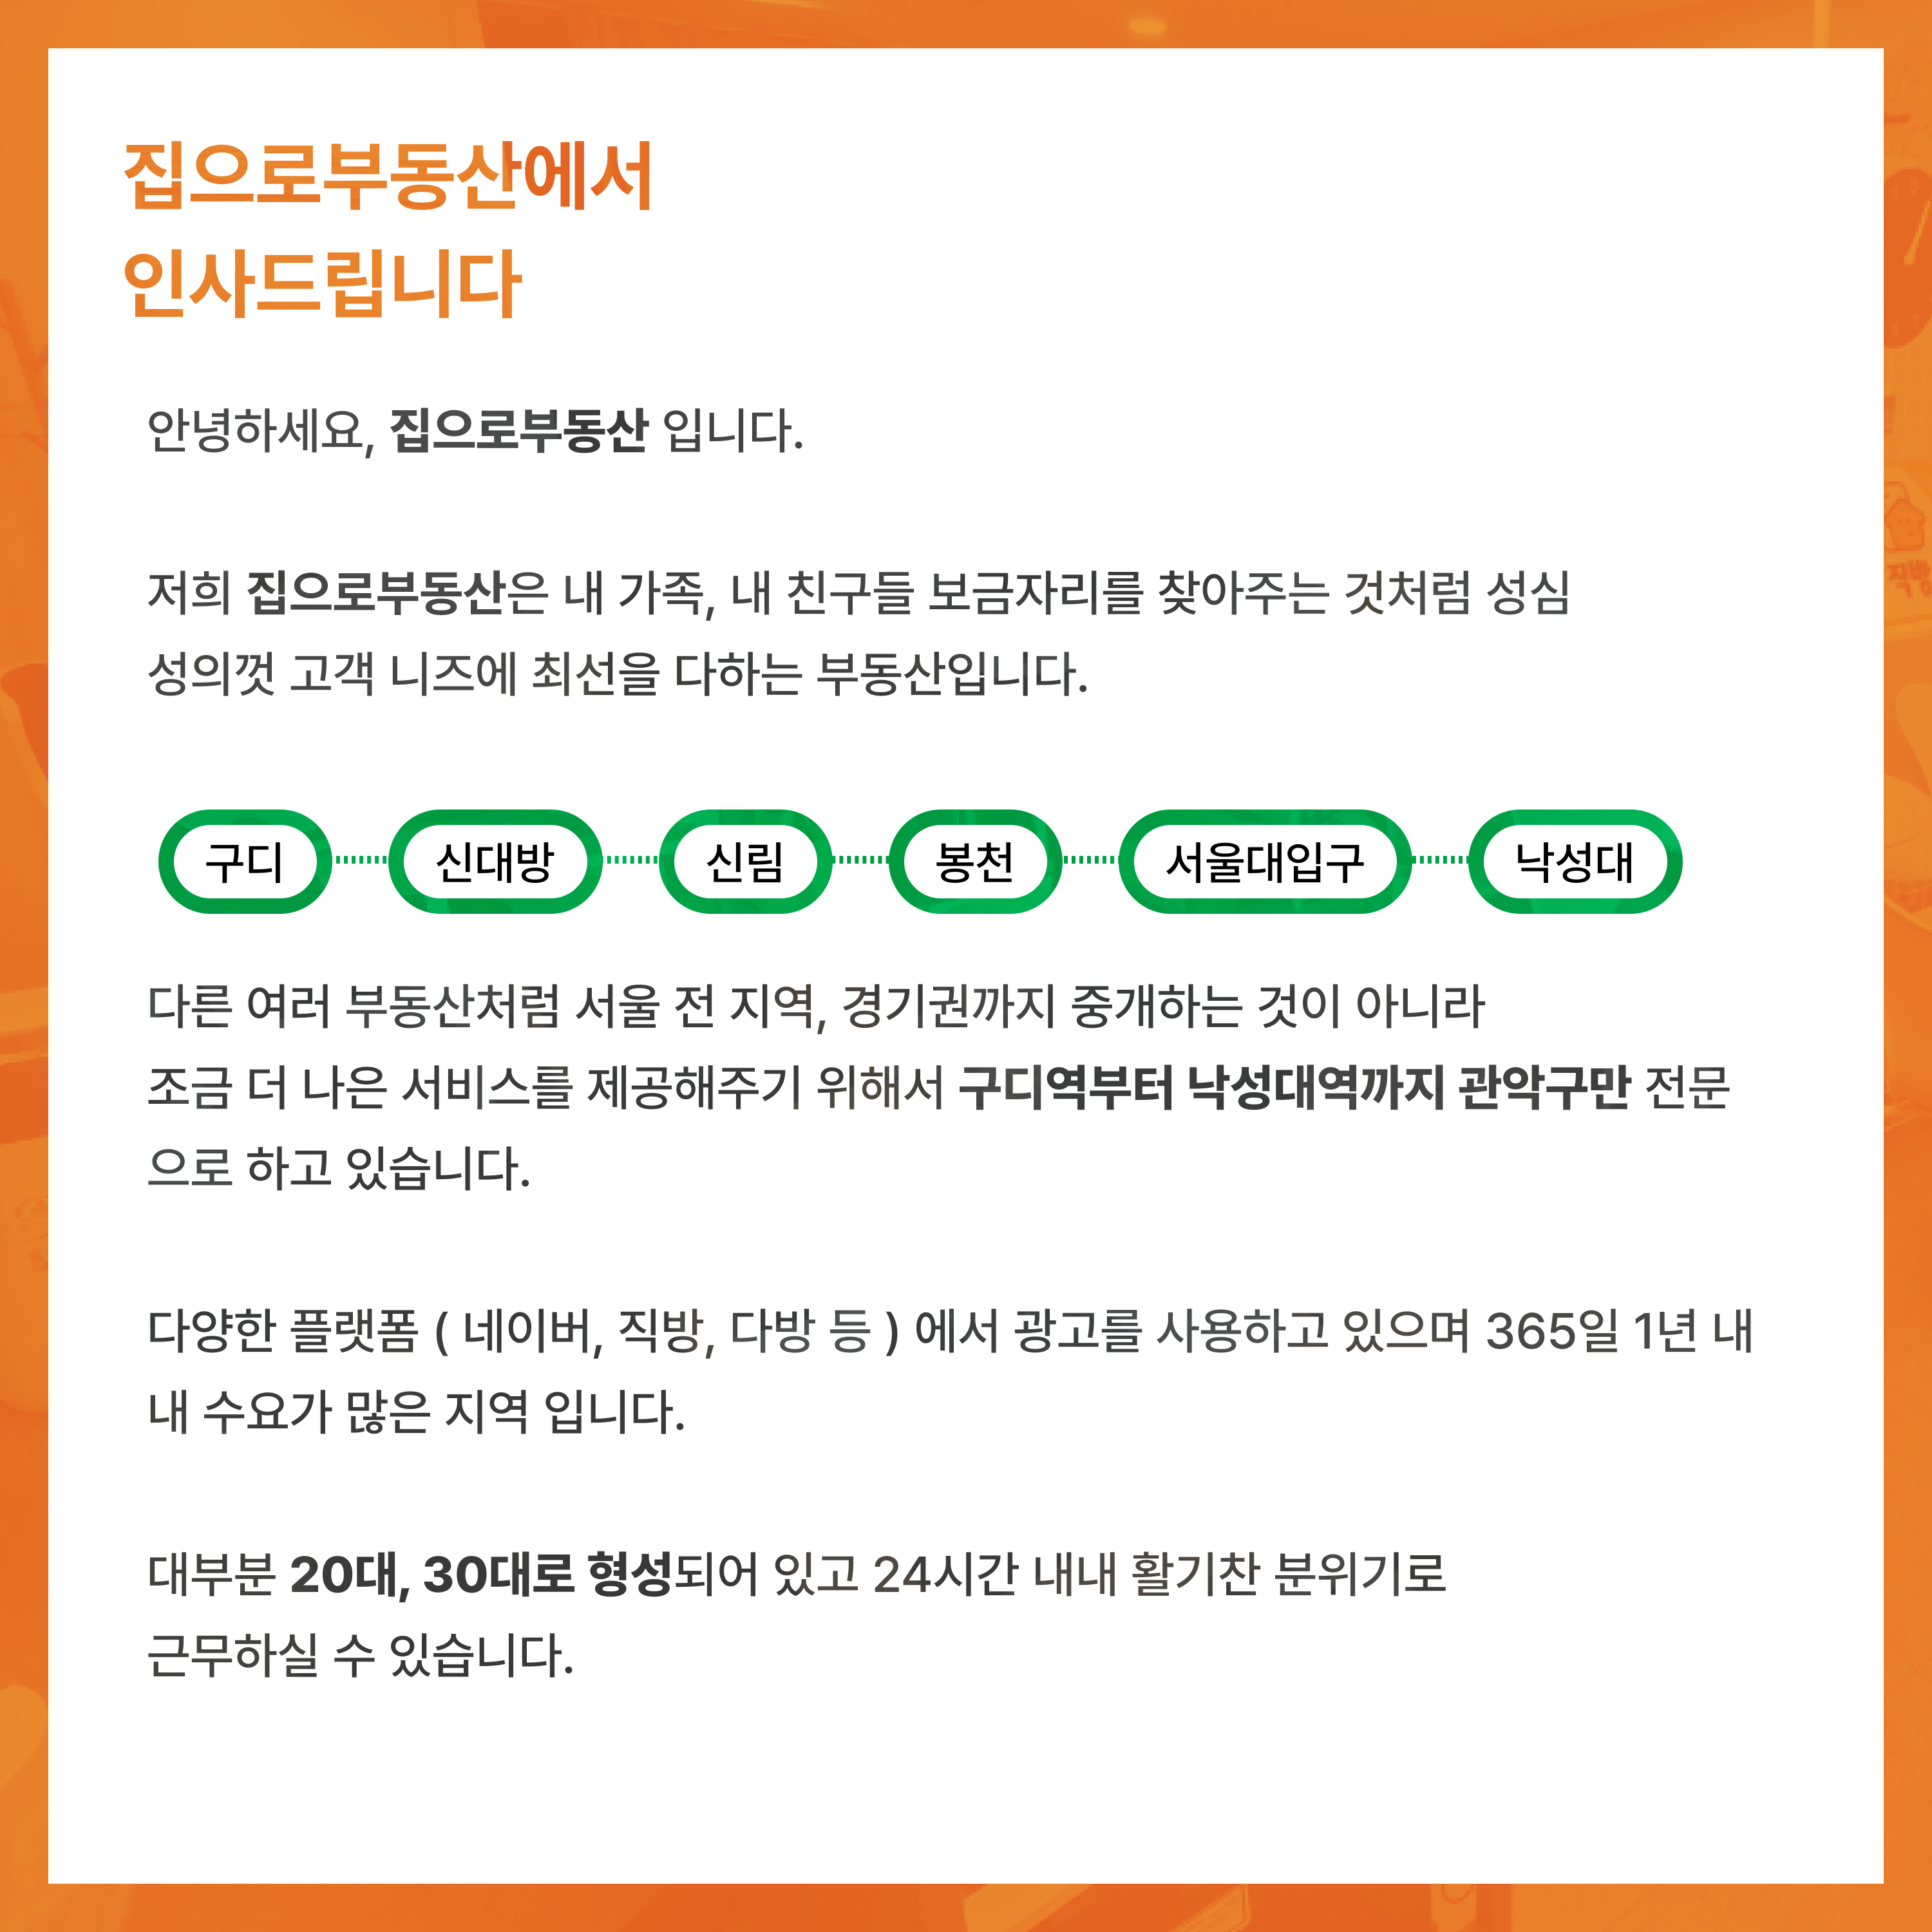 집으로부동산에서
인사드립니다
안녕하세요, 집으로부동산 입니다.
저희 집으로부동산은 내 가족, 내 친구들 보금자리를 찾아주는 것처럼 성심
성의껏 고객 니즈에 최선을 다하는 부동산입니다.
구디 신대방 신림 봉천 서울대입구 낙성대
다른 여러 부동산처럼 서울 전 지역, 경기권까지 중개하는 것이 아니라
조금 더 나은 서비스를 제공해주기 위해서 구디역부터 낙성대역까지 관악구만 전문
으로 하고 있습니다.
다양한 플랫폼 ( 네이버, 직방, 다방 등 ) 에서 광고를 사용하고 있으며 365일 1년 내
내 수요가 많은 지역 입니다.
대부분 20대, 30대로 형성되어 있고 24시간 내내 활기찬 분위기로
근무하실 수 있습니다.